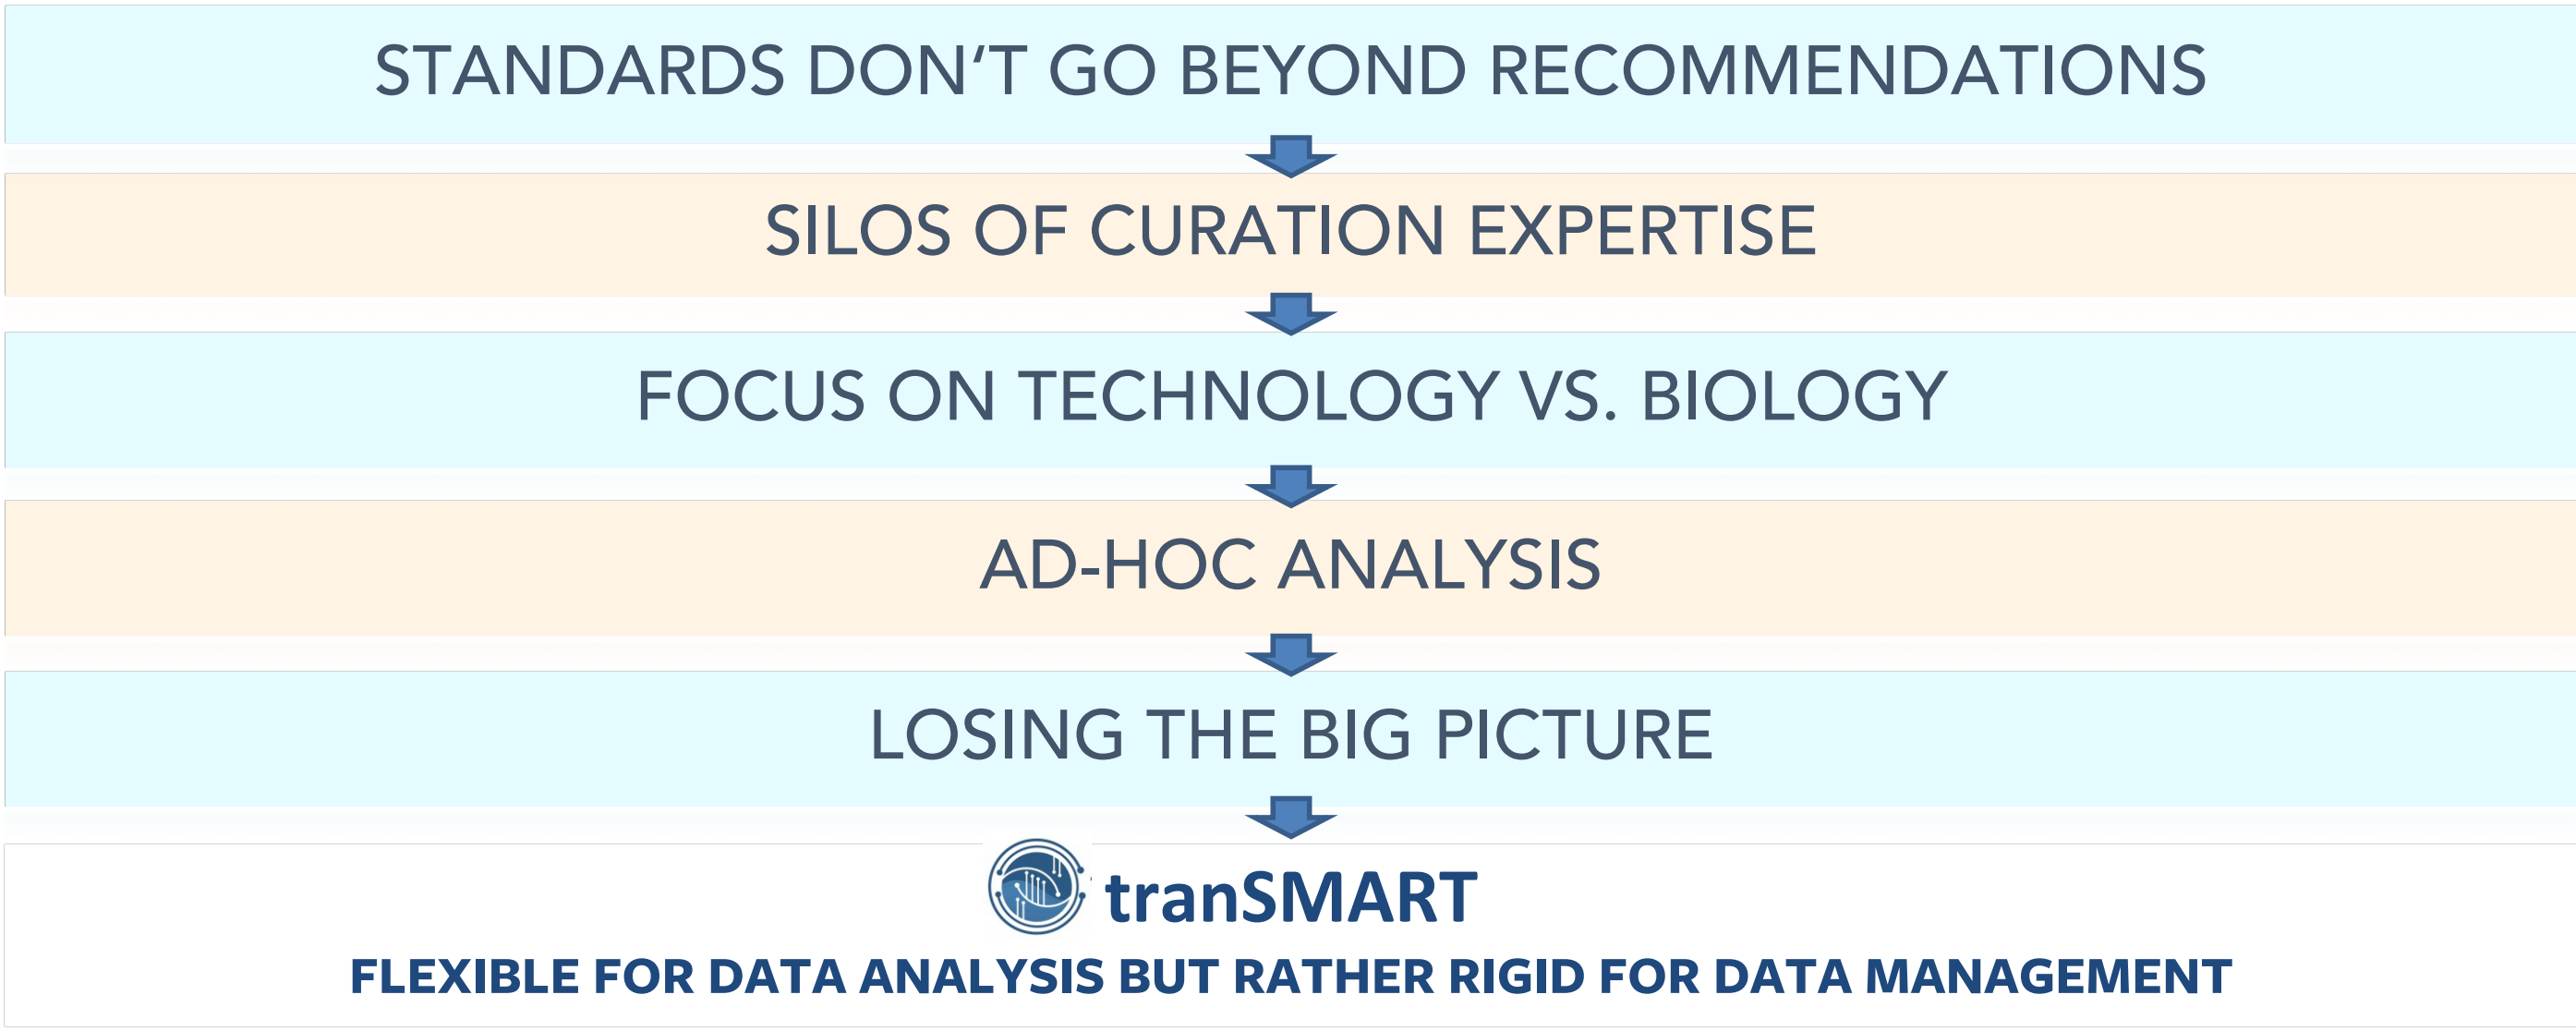 STANDARDS DON‘T GO BEYOND RECOMMENDATIONS
SILOS OF CURATION EXPERTISE
FOCUS ON TECHNOLOGY VS. BIOLOGY
AD-HOC ANALYSIS
LOSING THE BIG PICTURE
tranSMART
FLEXIBLE FOR DATA ANALYSIS BUT RATHER RIGID FOR DATA MANAGEMENT